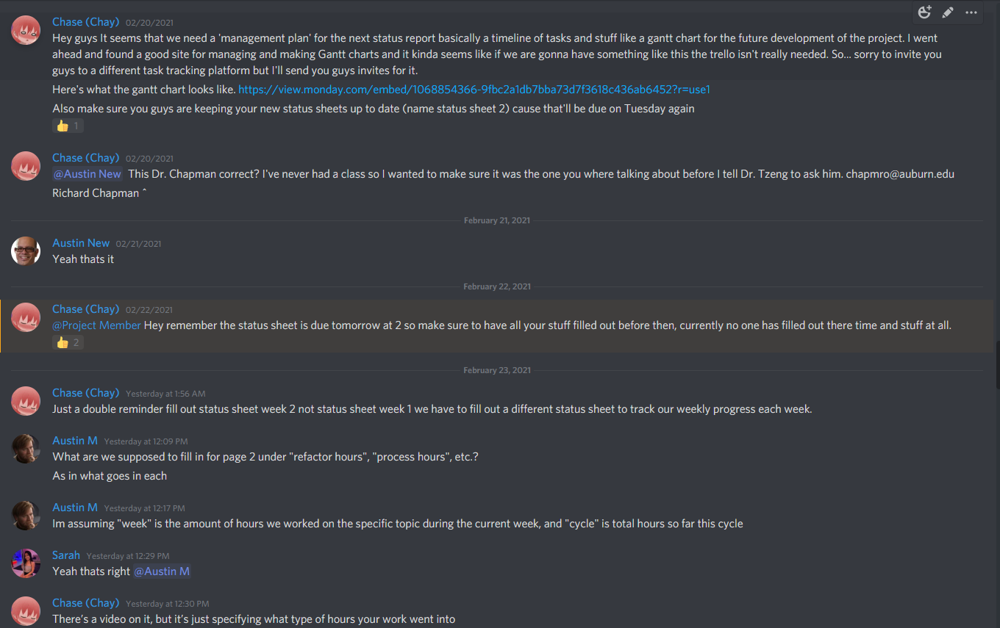 Chase (Chay) 02/20/2021
Hey guys It seems that we need a 'management plan' for the next status report basically a timeline of tasks and stuff like a gantt chart for the future development of the project. I went
ahead and found a good site for managing and making Gantt charts and it kinda seems like if we are gonna have something like this the trello isn't really needed. So... sorry to invite you
guys to a different task tracking platform but I'll send you guys invites for it.
Here's what the gantt chart looks like. https://view.monday.com/embed/1068854366-9fbc2a1db7bba73d7f3618c436ab6452?r=use1
Also make sure you guys are keeping your new status sheets up to date (name status sheet 2) cause that'll be due on Tuesday again
👍 1
Chase (Chay) 02/20/2021
@Austin New This Dr. Chapman correct? I've never had a class so I wanted to make sure it was the one you where talking about before I tell Dr. Tzeng to ask him. chapmro@auburn.edu
Richard Chapman ^
February 21, 2021
Austin New 02/21/2021
Yeah thats it
February 22, 2021
Chase (Chay) 02/22/2021
@Project Member Hey remember the status sheet is due tomorrow at 2 so make sure to have all your stuff filled out before then, currently no one has filled out there time and stuff at all.
👍 2
February 23, 2021
Chase (Chay) Yesterday at 1:56 AM
Just a double reminder fill out status sheet week 2 not status sheet week 1 we have to fill out a different status sheet to track our weekly progress each week.
Austin M Yesterday at 12:09 PM
What are we supposed to fill in for page 2 under "refactor hours", "process hours", etc.?
As in what goes in each
Austin M Yesterday at 12:17 PM
Im assuming "week" is the amount of hours we worked on the specific topic during the current week, and "cycle" is total hours so far this cycle
Sarah Yesterday at 12:29 PM
Yeah thats right @Austin M
Chase (Chay) Yesterday at 12:30 PM
There's a video on it, but it's just specifying what type of hours your work went into